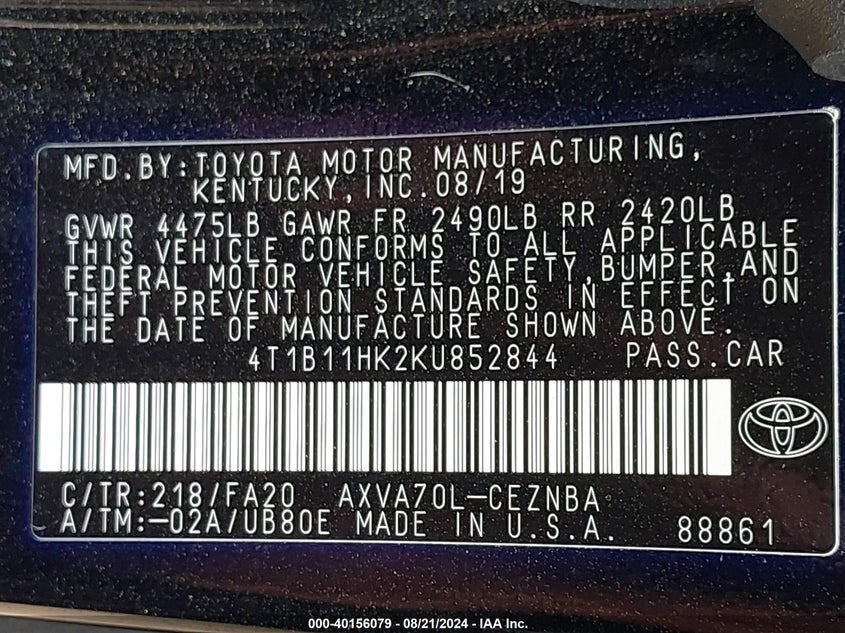 MFD.BY:TOYOTA MOTOR MANUFACTURING,
KENTUCKY,INC.08/19
GVWR 4475LB GAWR FR 2490LB RR 2420LB
THIS VEHICLE CONFORMS TO ALL APPLICABLE
FEDERAL MOTOR VEHICLE SAFETY,BUMPER,AND
THEFT PREVENTION STANDARDS IN EFFECT ON
THE DATE OF MANUFACTURE SHOWN ABOVE.
4T1B11HK2KU852844 PASS.CAR
C/TR:218/FA20 AXVA70L-CEZNBA
A/TM:-02A/UB80E MADE IN U.S.A. 88861
000-40156079 - 08/21/2024 - IAA Inc.